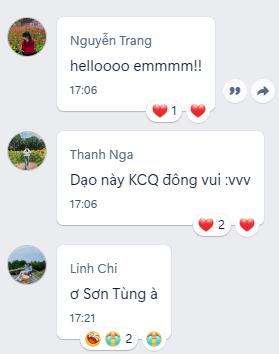 Nguyễn Trang
helloooo emmmm!!
17:06
1
Thanh Nga
Dạo này KCQ đông vui :vvv
17:06
2
Linh Chi
ơ Sơn Tùng à
17:21
2